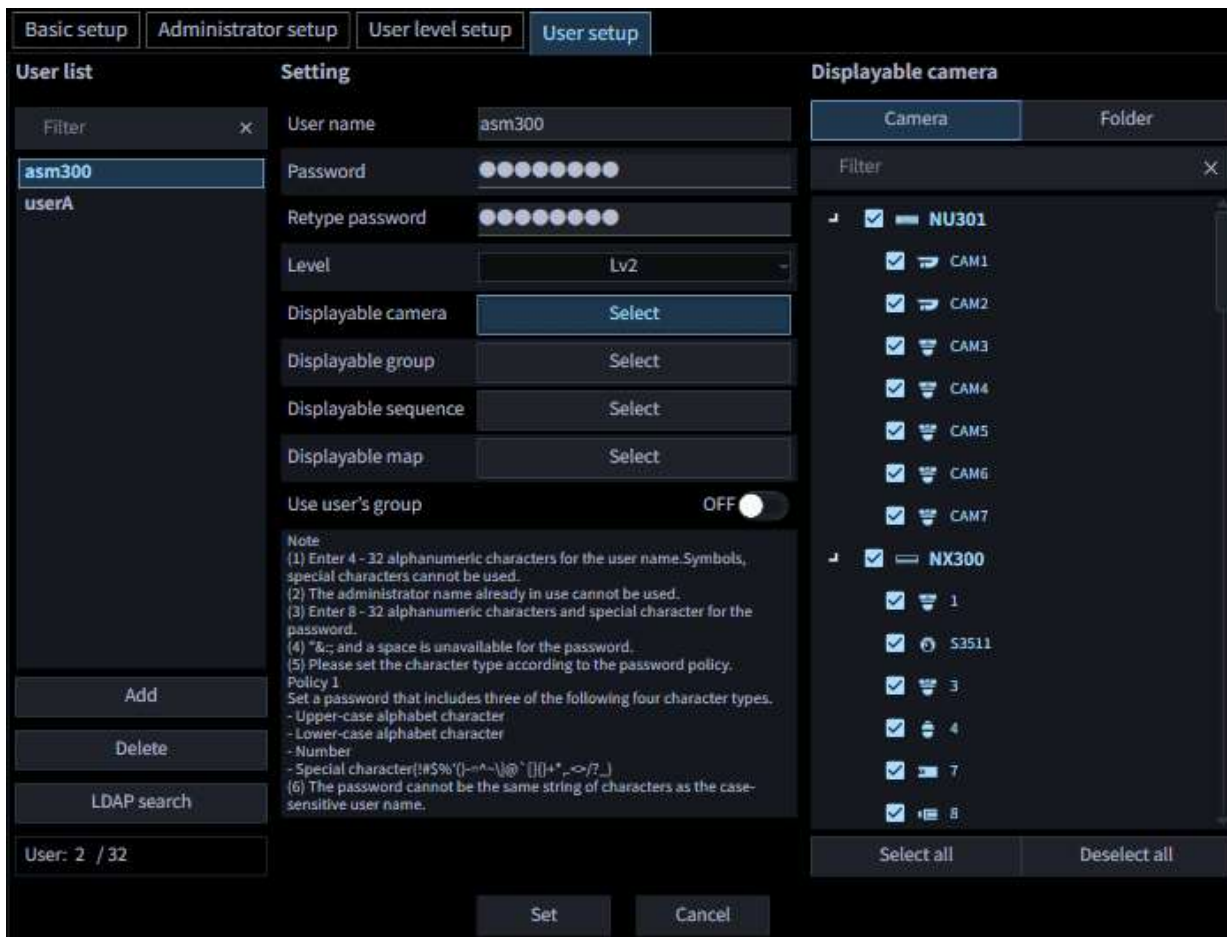 Basic setup
Administrator setup
User level setup
User setup
User list
Filter
asm300
userA
Add
Delete
LDAP search
User: 2 / 32
Setting
User name
asm300
Password
Retype password
Level
Lv2
Displayable camera
Select
Displayable group
Select
Displayable sequence
Select
Displayable map
Select
Use user's group
OFF
Note
(1) Enter 4 - 32 alphanumeric characters for the user name.Symbols,
special characters cannot be used.
(2) The administrator name already in use cannot be used.
(3) Enter 8 - 32 alphanumeric characters and special character for the
password.
(4) "&:; and a space is unavailable for the password.
(5) Please set the character type according to the password policy.
Policy 1
Set a password that includes three of the following four character types.
- Upper-case alphabet character
- Lower-case alphabet character
- Number
- Special character
(6) The password cannot be the same string of characters as the case-
sensitive user name.
Set
Cancel
Displayable camera
Camera
Folder
Filter
NU301
CAM1
CAM2
CAM3
CAM4
CAM5
CAM6
CAM7
NX300
1
S3511
3
4
7
8
Select all
Deselect all